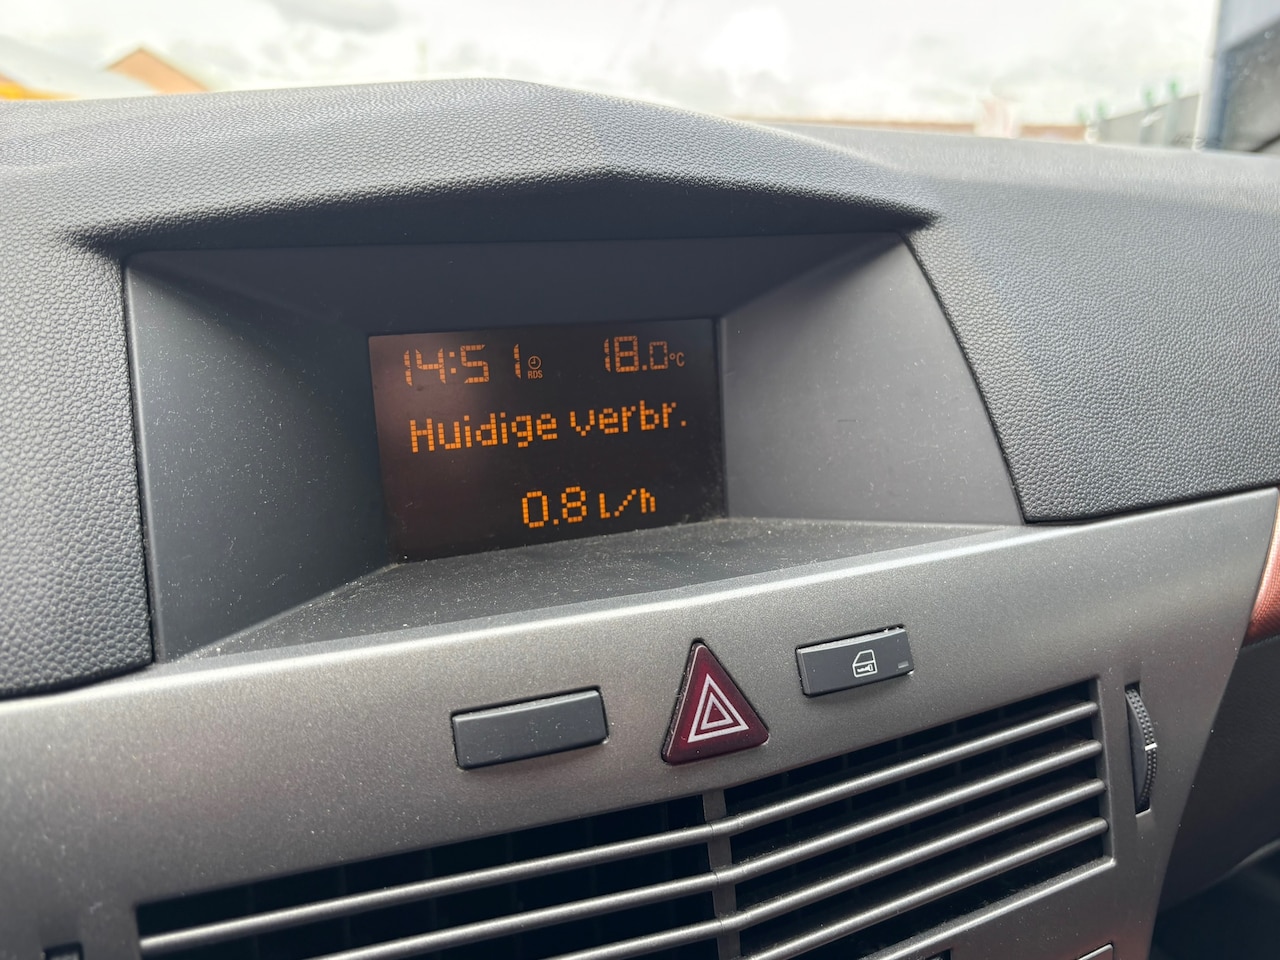 14:51 RDS 18.0°C
Huidige verbr.
0.8 L/h